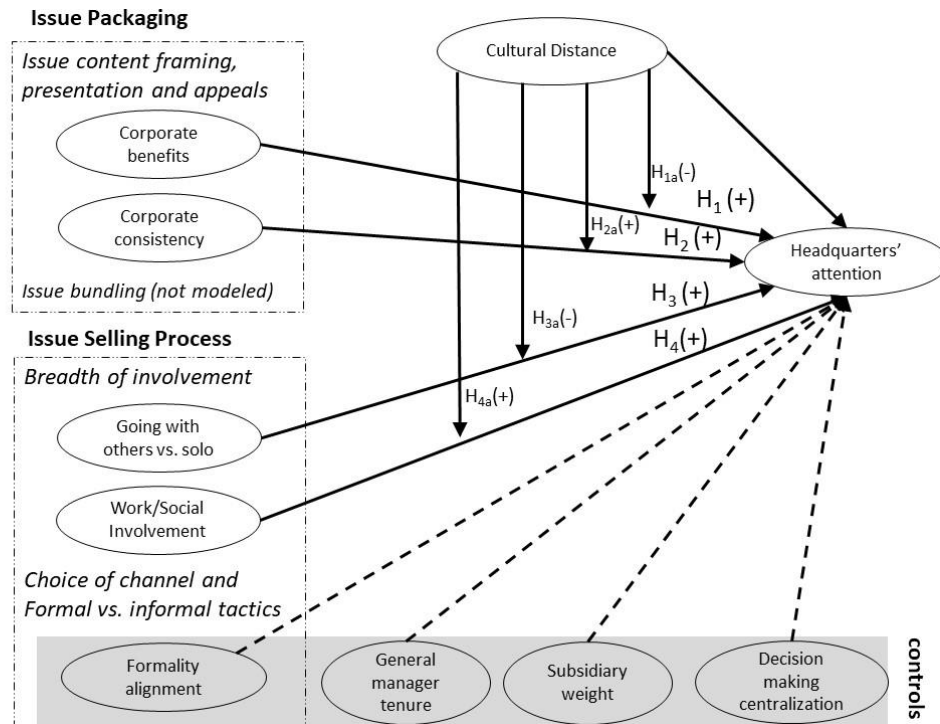 Issue Packaging
Issue content framing,
presentation and appeals
Corporate
benefits
Corporate
consistency
Issue bundling (not modeled)
Cultural Distance
H1a(-)
H1 (+)
H2a(+)
H2 (+)
Headquarters’
attention
H3 (+)
H3a(-)
H4(+)
H4a(+)
Issue Selling Process
Breadth of involvement
Going with
others vs. solo
Work/Social
Involvement
Choice of channel and
Formal vs. informal tactics
Formality
alignment
General
manager
tenure
Subsidiary
weight
Decision
making
centralization
controls